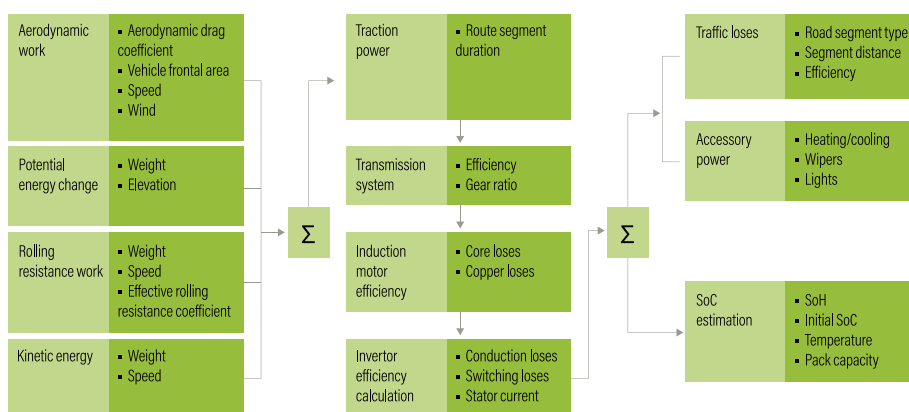 Aerodynamic
work
▪ Aerodynamic drag
coefficient
▪ Vehicle frontal area
▪ Speed
▪ Wind
Potential
energy change
▪ Weight
▪ Elevation
Rolling
resistance work
▪ Weight
▪ Speed
▪ Effective rolling
resistance coefficient
Kinetic energy
▪ Weight
▪ Speed
Σ
Traction
power
▪ Route segment
duration
Transmission
system
▪ Efficiency
▪ Gear ratio
Induction
motor
efficiency
▪ Core loses
▪ Copper loses
Invertor
efficiency
calculation
▪ Conduction loses
▪ Switching loses
▪ Stator current
Σ
Traffic loses
▪ Road segment type
▪ Segment distance
▪ Efficiency
Accessory
power
▪ Heating/cooling
▪ Wipers
▪ Lights
SoC
estimation
▪ SoH
▪ Initial SoC
▪ Temperature
▪ Pack capacity